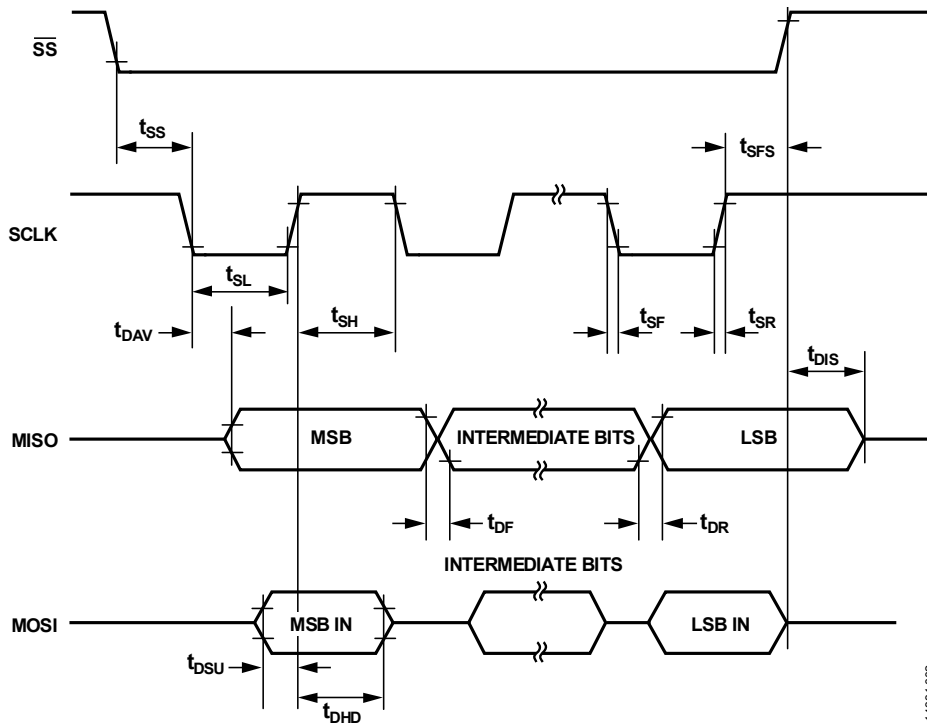 SS
tSS
tSFS
SCLK
tSL
tSH
tSF
tSR
tDAV
tDIS
MISO
MSB
INTERMEDIATE BITS
LSB
tDF
tDR
INTERMEDIATE BITS
MOSI
MSB IN
LSB IN
tDSU
tDHD